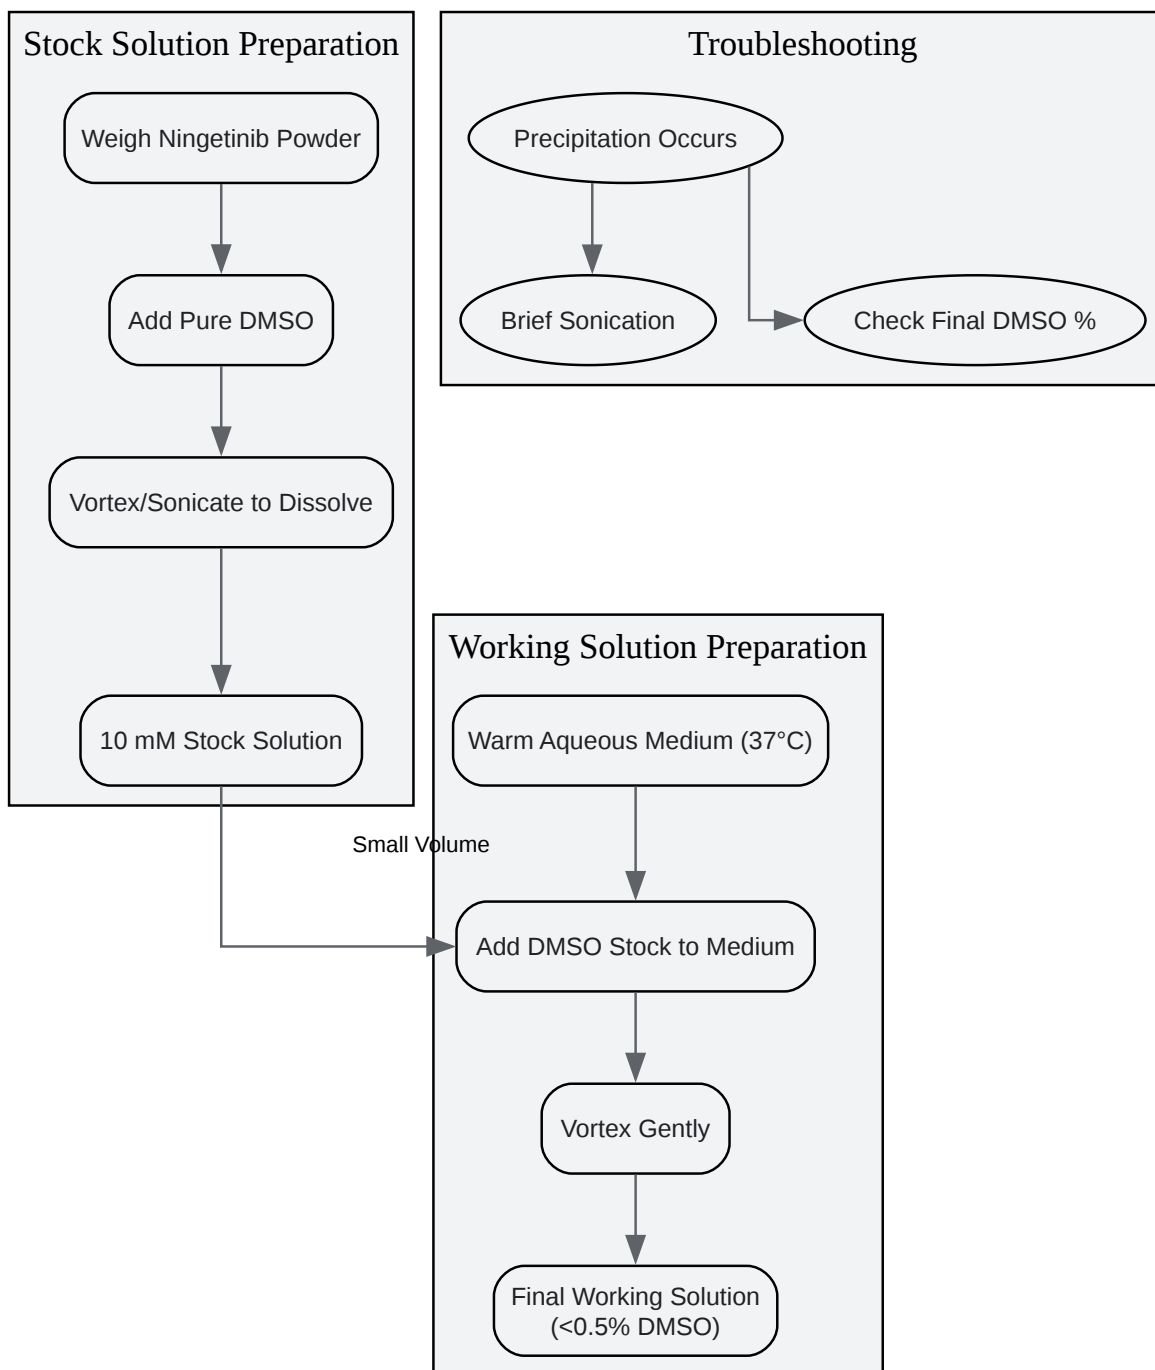 Stock Solution Preparation
Weigh Ningetinib Powder
Add Pure DMSO
Vortex/Sonicate to Dissolve
10 mM Stock Solution
Troubleshooting
Precipitation Occurs
Brief Sonication
Check Final DMSO %
Small Volume
Working Solution Preparation
Warm Aqueous Medium (37°C)
Add DMSO Stock to Medium
Vortex Gently
Final Working Solution
(<0.5% DMSO)